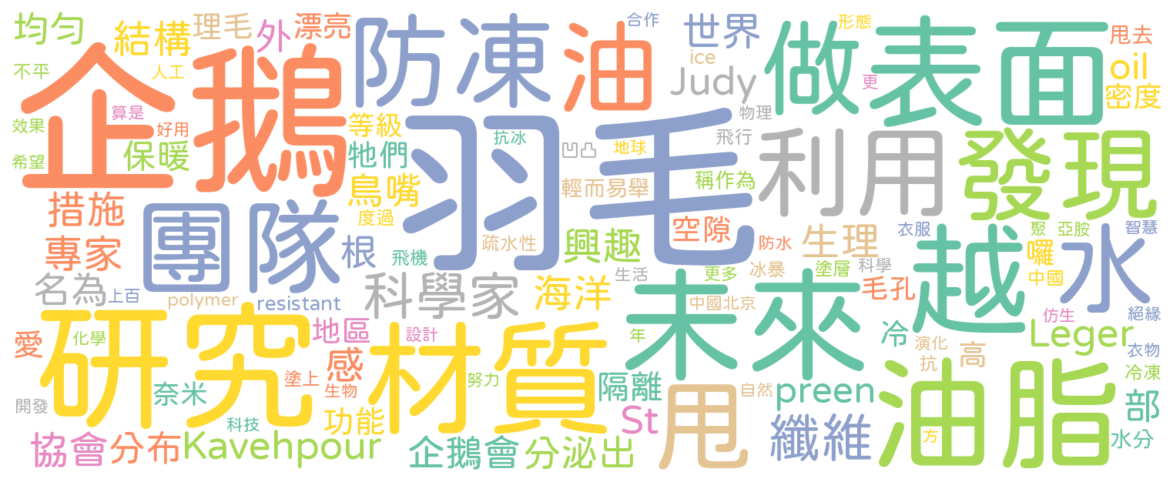 均勻
結構
理毛
外
漂亮
防凍
油
合作
世界
ice
Judy
做表面
形態
更
甩去
oil
密度
不平
人工
企鵝
算是
效果
好用
希望
保暖
等級
牠們
鳥嘴
度過
抗冰
羽毛
凹凸
地球
輕而易舉
物理
飛行
稱作為
利用
發現
措施
專家
團隊
根
飛機
疏水性
興趣
空隙
防水
生理
衣服
聚
亞胺
智慧
囉
中國
越
水
名為
上百
polymer
resistant
科學家
海洋
生活
更多
冰暴
塗層
科學
毛孔
中國北京
仿生
絕緣
愛
化學
研究
地區
設計
材質
年
未來
冷
演化
抗
高
Leger
衣物
冷凍
感
塗上
生物
奈米
努力
隔離
自然
preen
開發
科技
功能
St
甩
纖維
方
油脂
部
水分
協會
分布
Kavehpour
企鵝會
分泌出